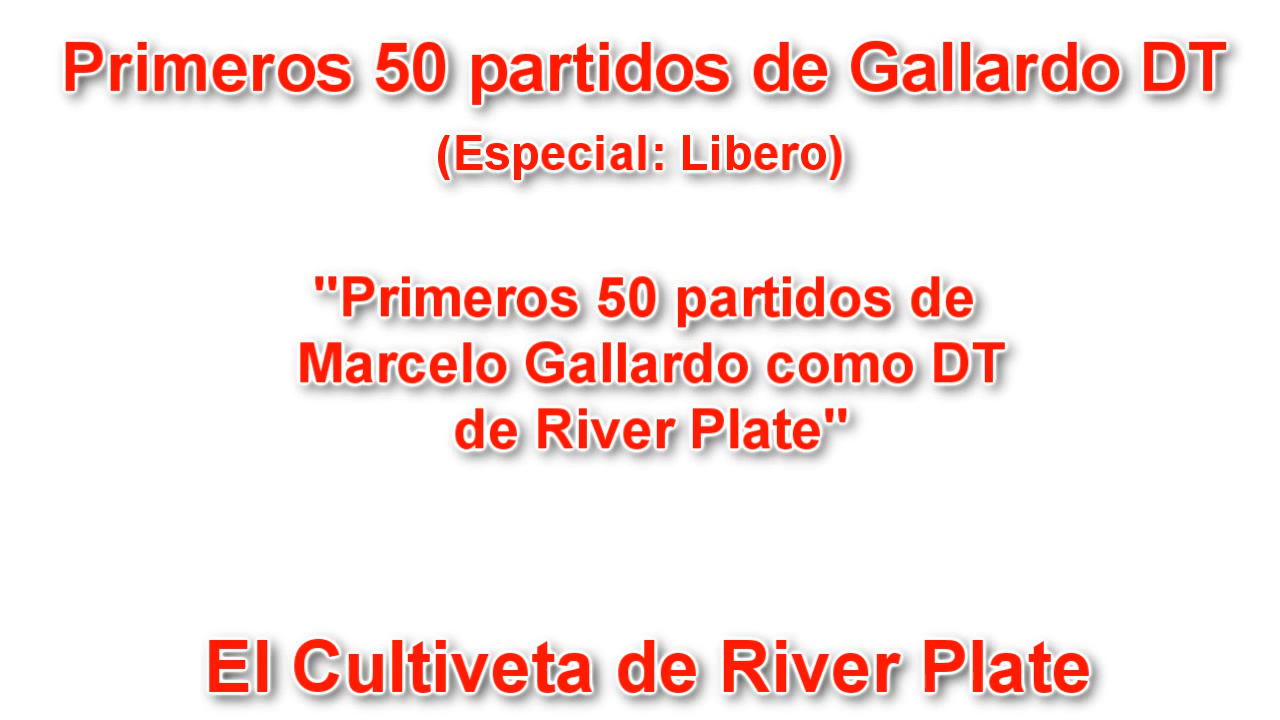 Primeros 50 partidos de Gallardo DT
(Especial: Libero)
"Primeros 50 partidos de
Marcelo Gallardo como DT
de River Plate"
El Cultiveta de River Plate